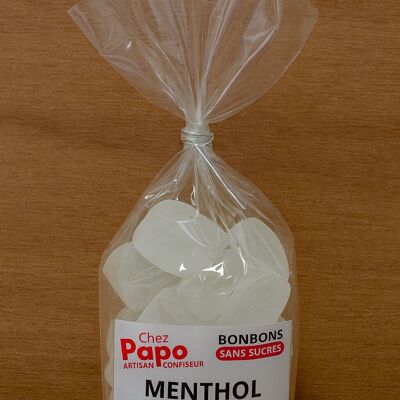 Chez
Papo
ARTISAN CONFISEUR
BONBONS
SANS SUCRES
MENTHOL